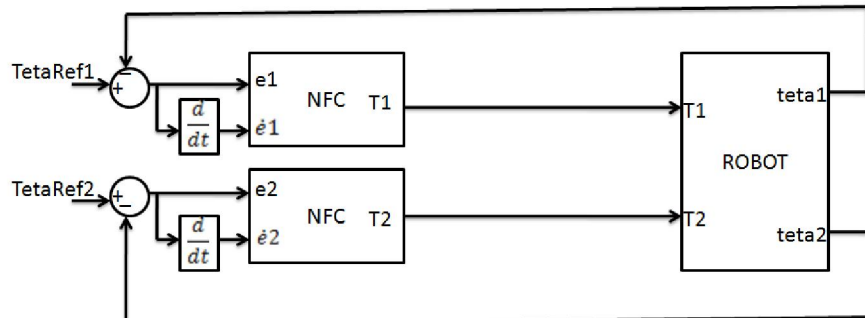 TetaRef1
−
+
d
dt
e1
ė1
NFC
T1
T1
teta1
ROBOT
TetaRef2
+
−
d
dt
e2
ė2
NFC
T2
T2
teta2